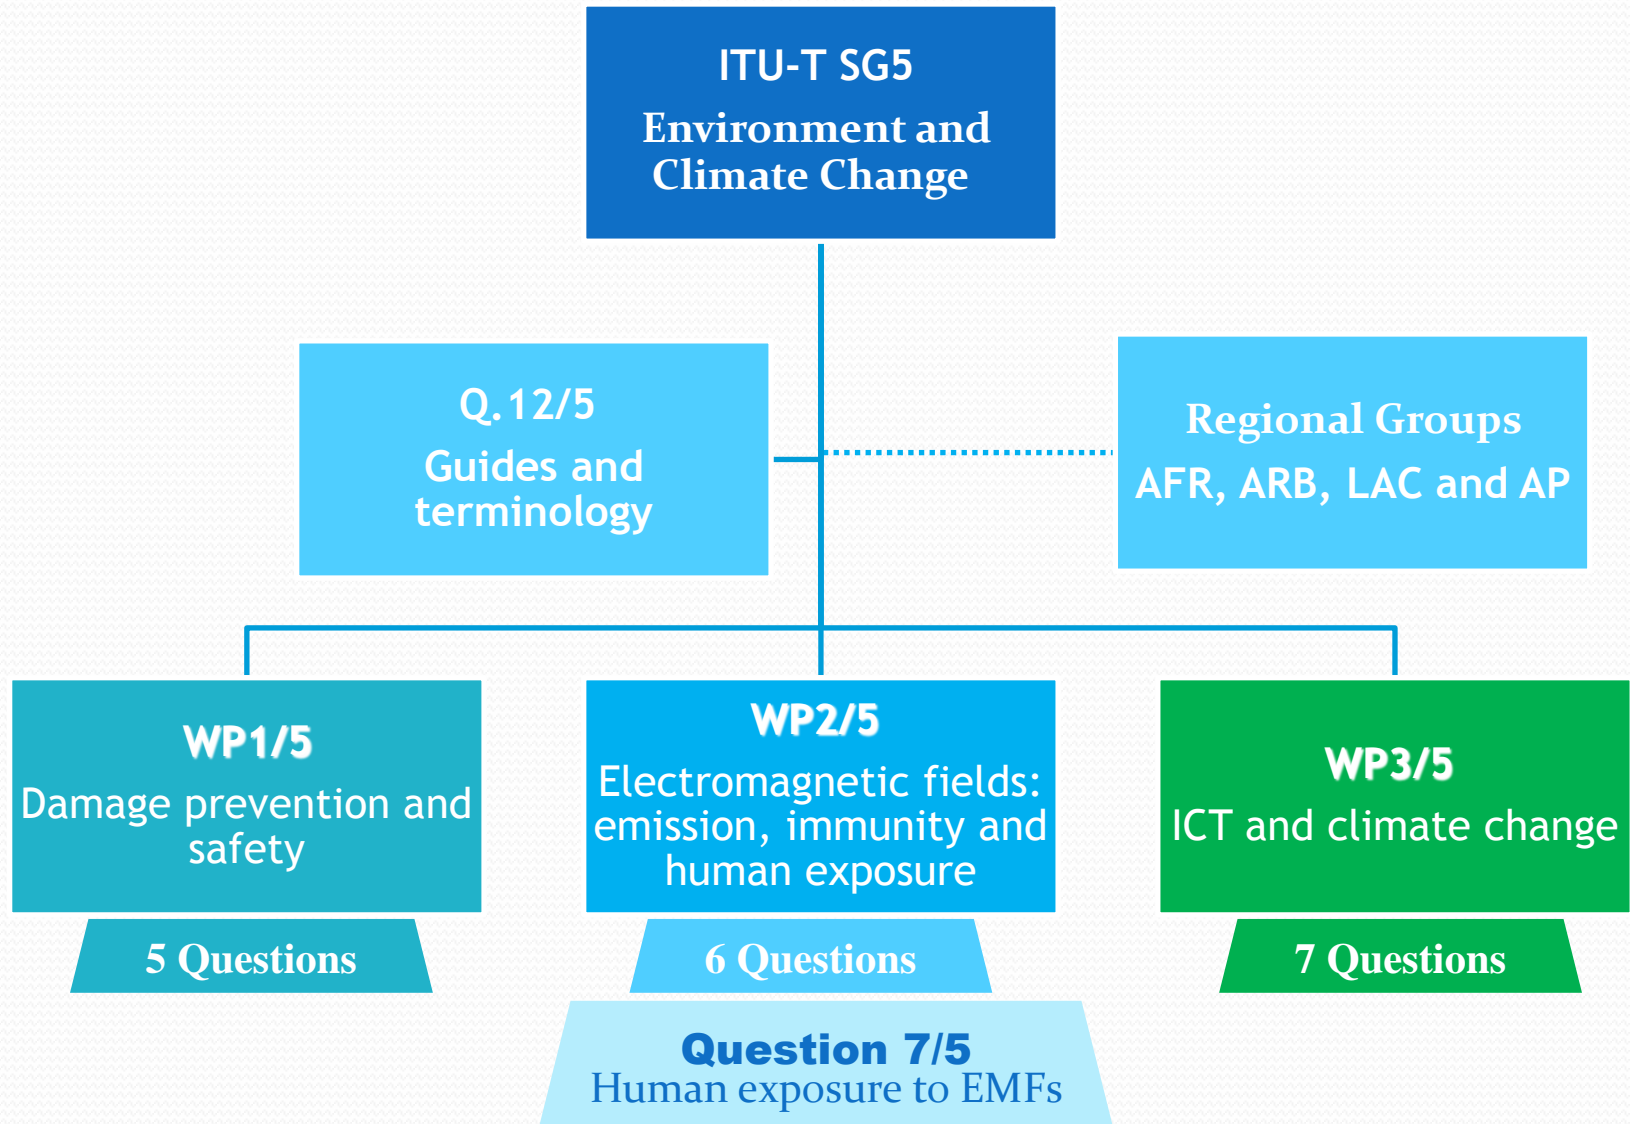 ITU-T SG5
Environment and
Climate Change
Q.12/5
Guides and
terminology
Regional Groups
AFR, ARB, LAC and AP
WP1/5
Damage prevention and
safety
5 Questions
WP2/5
Electromagnetic fields:
emission, immunity and
human exposure
6 Questions
Question 7/5
Human exposure to EMFs
WP3/5
ICT and climate change
7 Questions